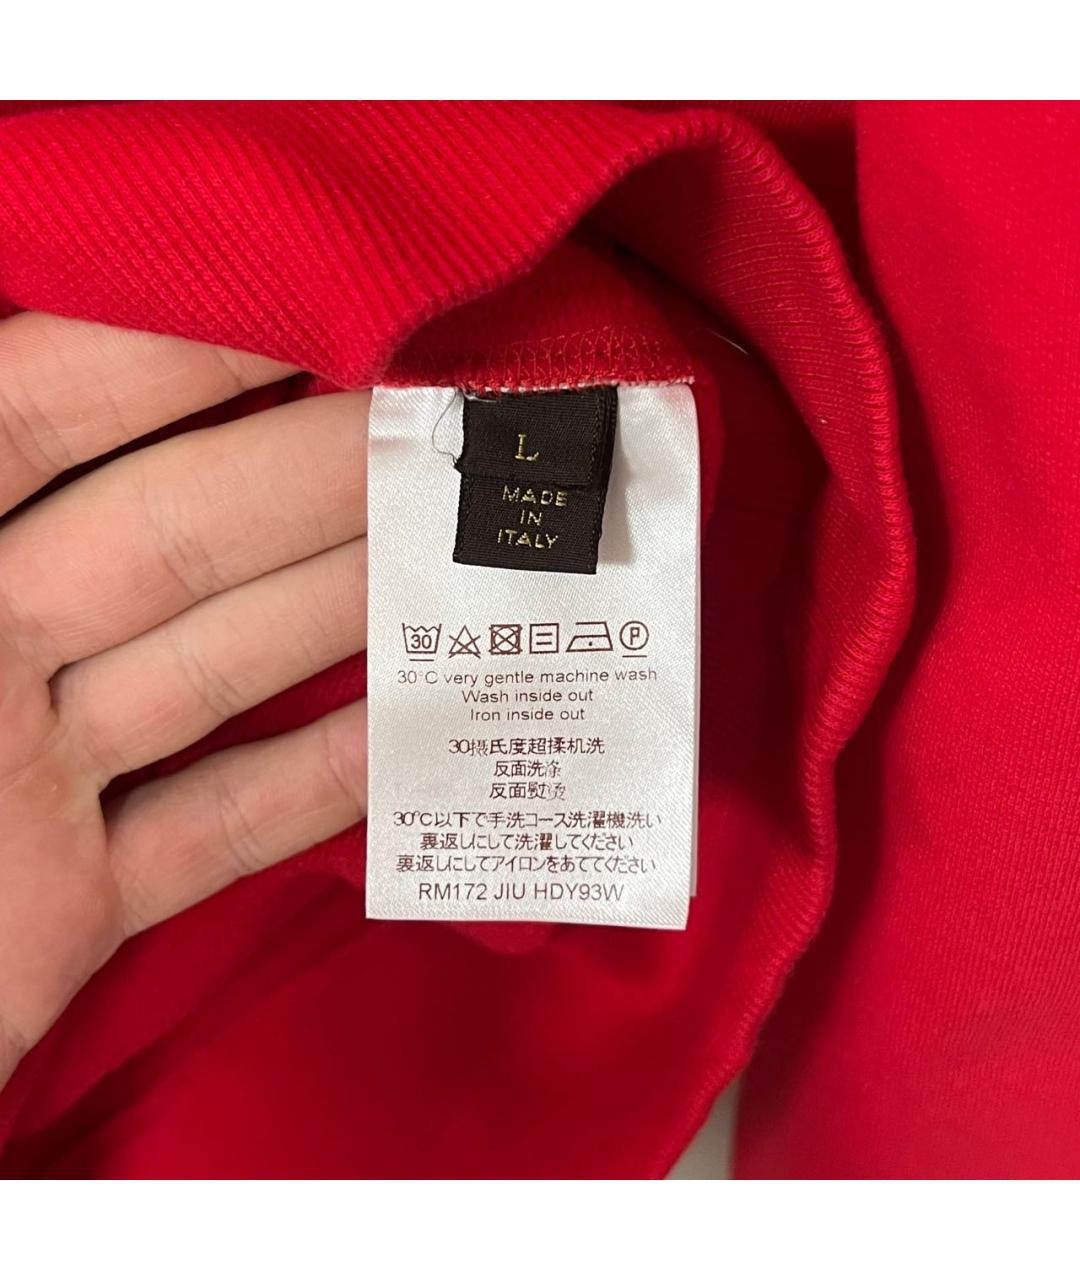 L
MADE
IN
ITALY
30
P
30°C very gentle machine wash
Wash inside out
Iron inside out
30摄氏度超揉机洗
反面洗涤
反面熨烫
30°C以下で手洗コース洗濯機洗い
裏返しにして洗濯してください
裏返しにてアイロンをあててください
RM172 JIU HDY93W